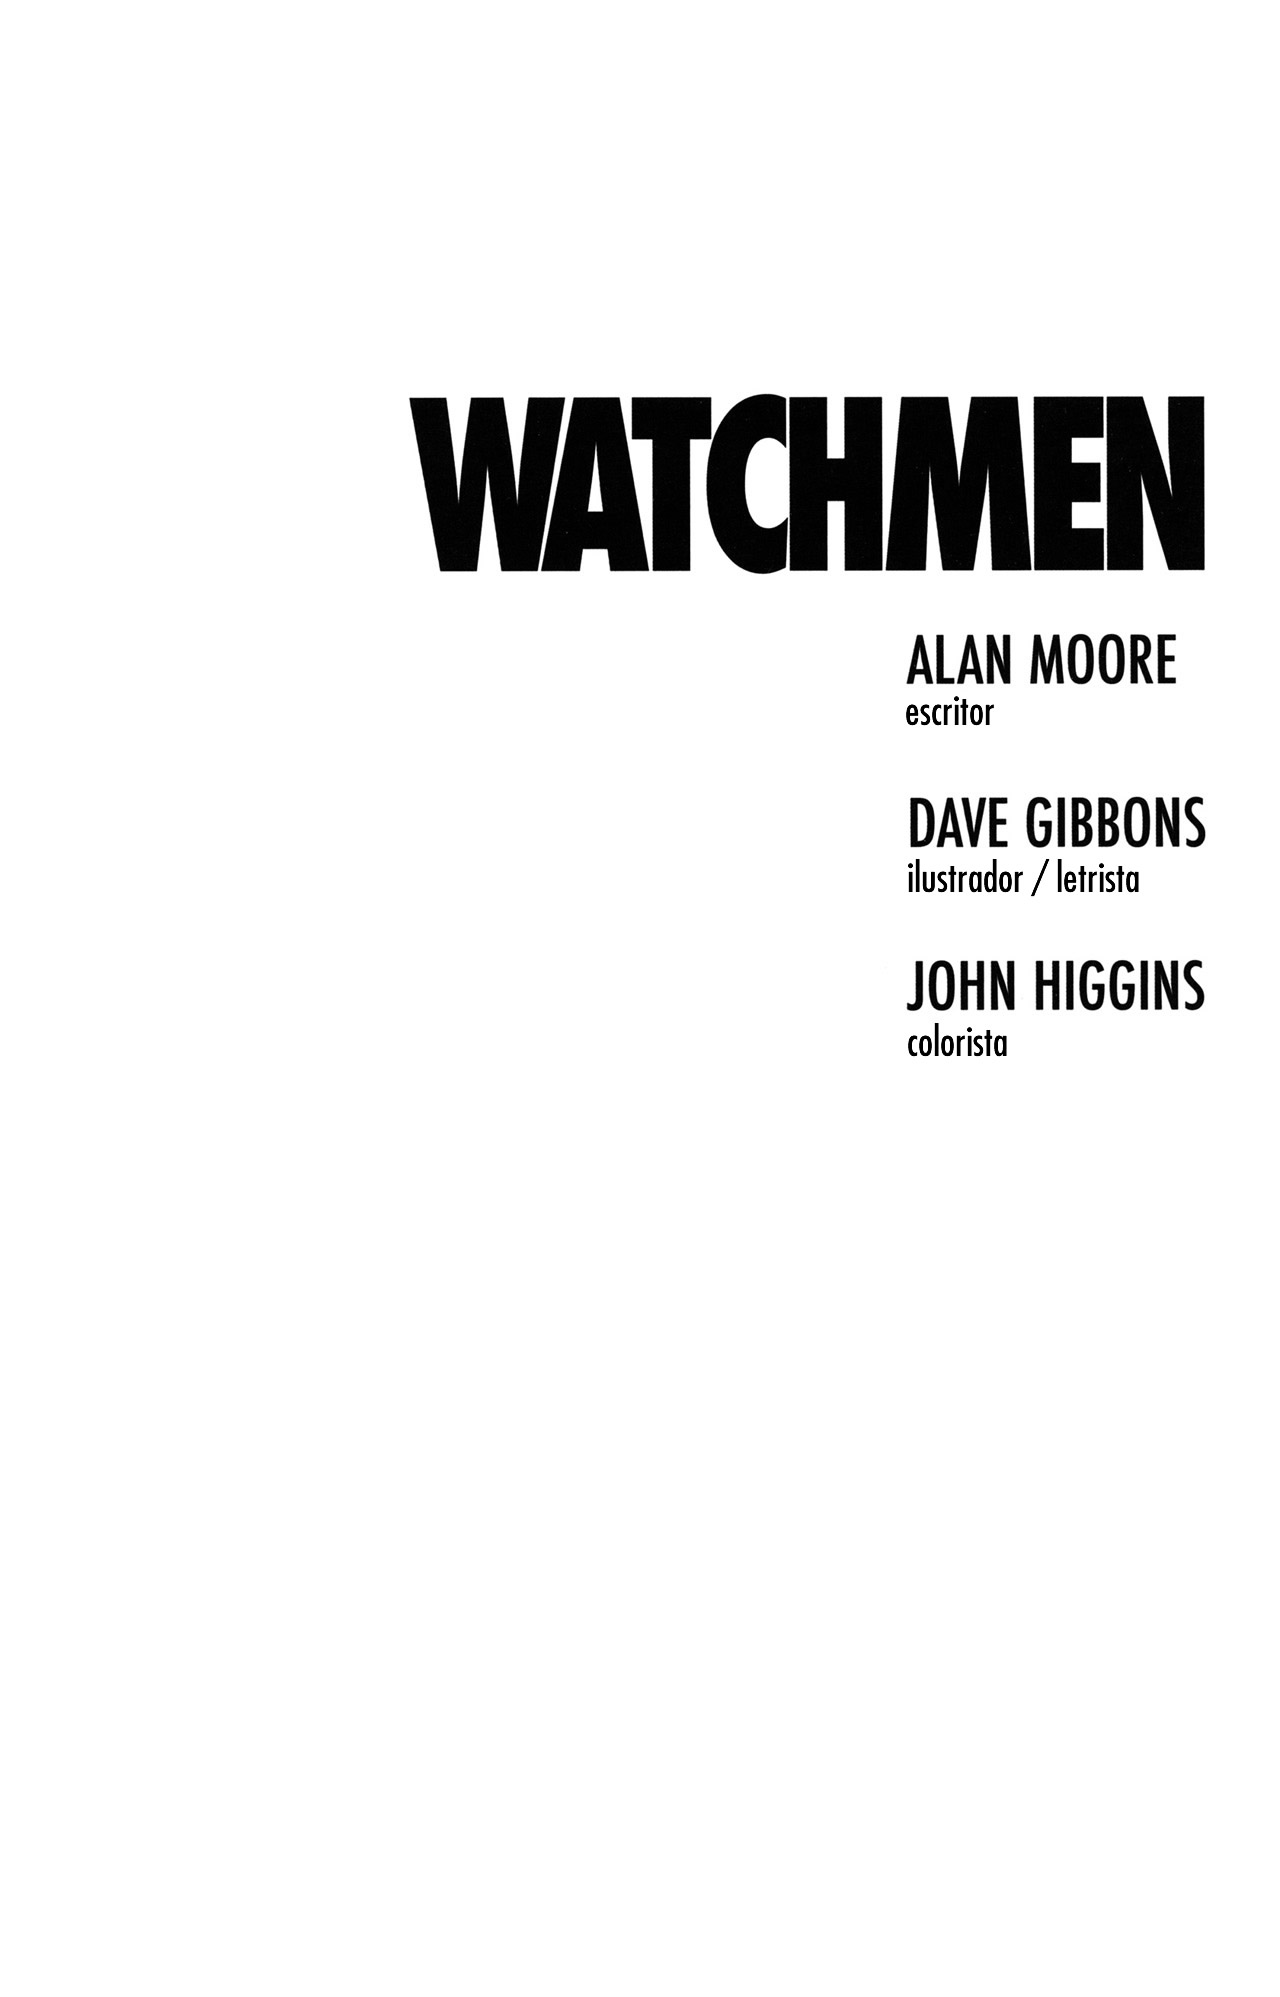 WATCHMEN
ALAN MOORE
escritor
DAVE GIBBONS
ilustrador / letrista
JOHN HIGGINS
colorista